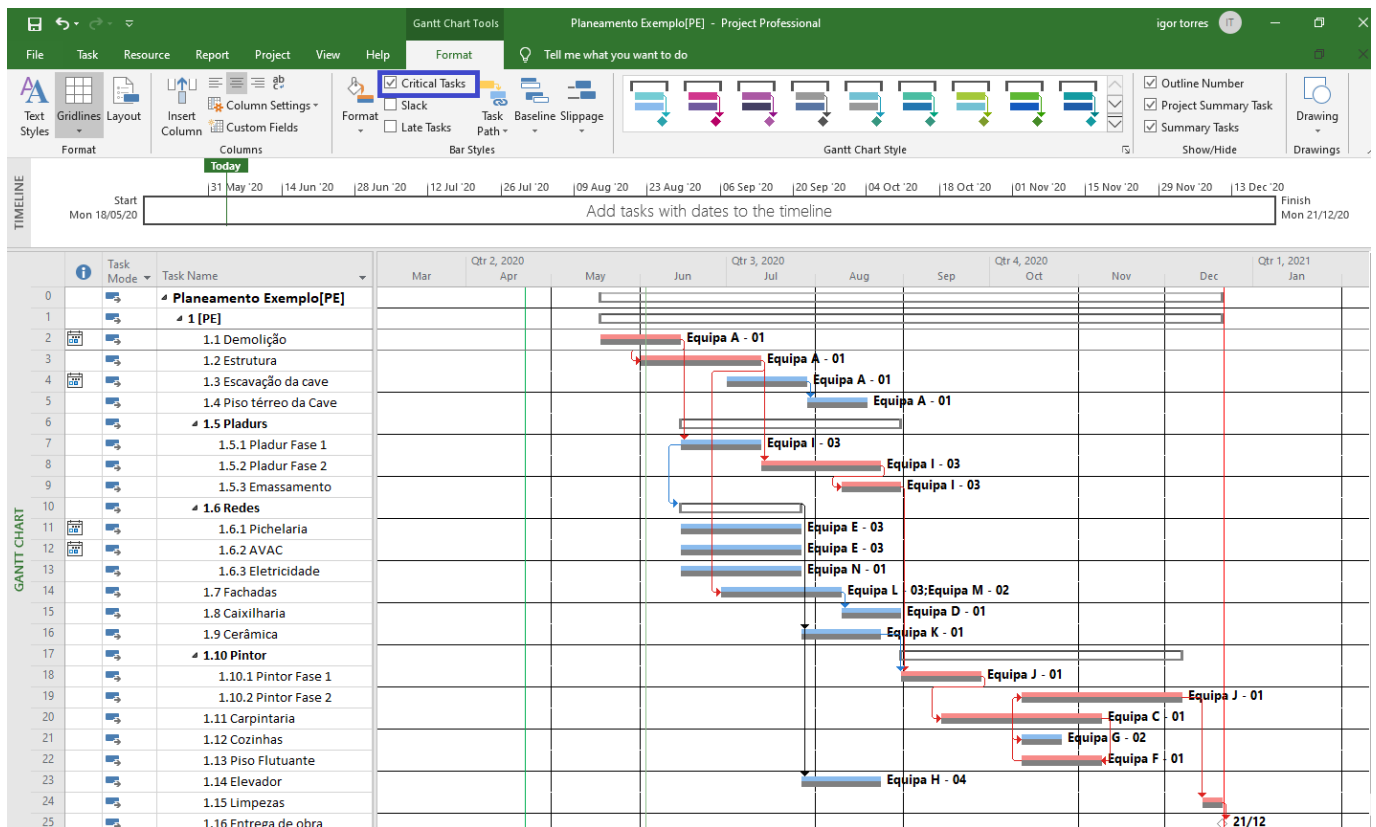 Gantt Chart Tools
Planeamento Exemplo[PE] - Project Professional
igor torres IT
File Task Resource Report Project View Help Format Tell me what you want to do
Text Styles
Gridlines
Layout
Format
Insert Column
ab
Column Settings
Custom Fields
Columns
Format
Critical Tasks
Slack
Late Tasks
Task Path
Baseline
Slippage
Bar Styles
Gantt Chart Style
Outline Number
Project Summary Task
Summary Tasks
Show/Hide
Drawing
Drawings
TIMELINE
Today
31 May '20 14 Jun '20 28 Jun '20 12 Jul '20 26 Jul '20 09 Aug '20 23 Aug '20 06 Sep '20 20 Sep '20 04 Oct '20 18 Oct '20 01 Nov '20 15 Nov '20 29 Nov '20 13 Dec '20
Start
Mon 18/05/20
Add tasks with dates to the timeline
Finish
Mon 21/12/20
GANTT CHART
Task Mode
Task Name
Qtr 2, 2020 Qtr 3, 2020 Qtr 4, 2020 Qtr 1, 2021
Mar Apr May Jun Jul Aug Sep Oct Nov Dec Jan
0 Planeamento Exemplo[PE]
1 1 [PE]
2 1.1 Demolição Equipa A - 01
3 1.2 Estrutura Equipa A - 01
4 1.3 Escavação da cave Equipa A - 01
5 1.4 Piso térreo da Cave Equipa A - 01
6 1.5 Pladurs
7 1.5.1 Pladur Fase 1 Equipa I - 03
8 1.5.2 Pladur Fase 2 Equipa I - 03
9 1.5.3 Emassamento Equipa I - 03
10 1.6 Redes
11 1.6.1 Pichelaria Equipa E - 03
12 1.6.2 AVAC Equipa E - 03
13 1.6.3 Eletricidade Equipa N - 01
14 1.7 Fachadas Equipa L - 03;Equipa M - 02
15 1.8 Caixilharia Equipa D - 01
16 1.9 Cerâmica Equipa K - 01
17 1.10 Pintor
18 1.10.1 Pintor Fase 1 Equipa J - 01
19 1.10.2 Pintor Fase 2 Equipa J - 01
20 1.11 Carpintaria Equipa C - 01
21 1.12 Cozinhas Equipa G - 02
22 1.13 Piso Flutuante Equipa F - 01
23 1.14 Elevador Equipa H - 04
24 1.15 Limpezas
25 1.16 Entrega de obra 21/12